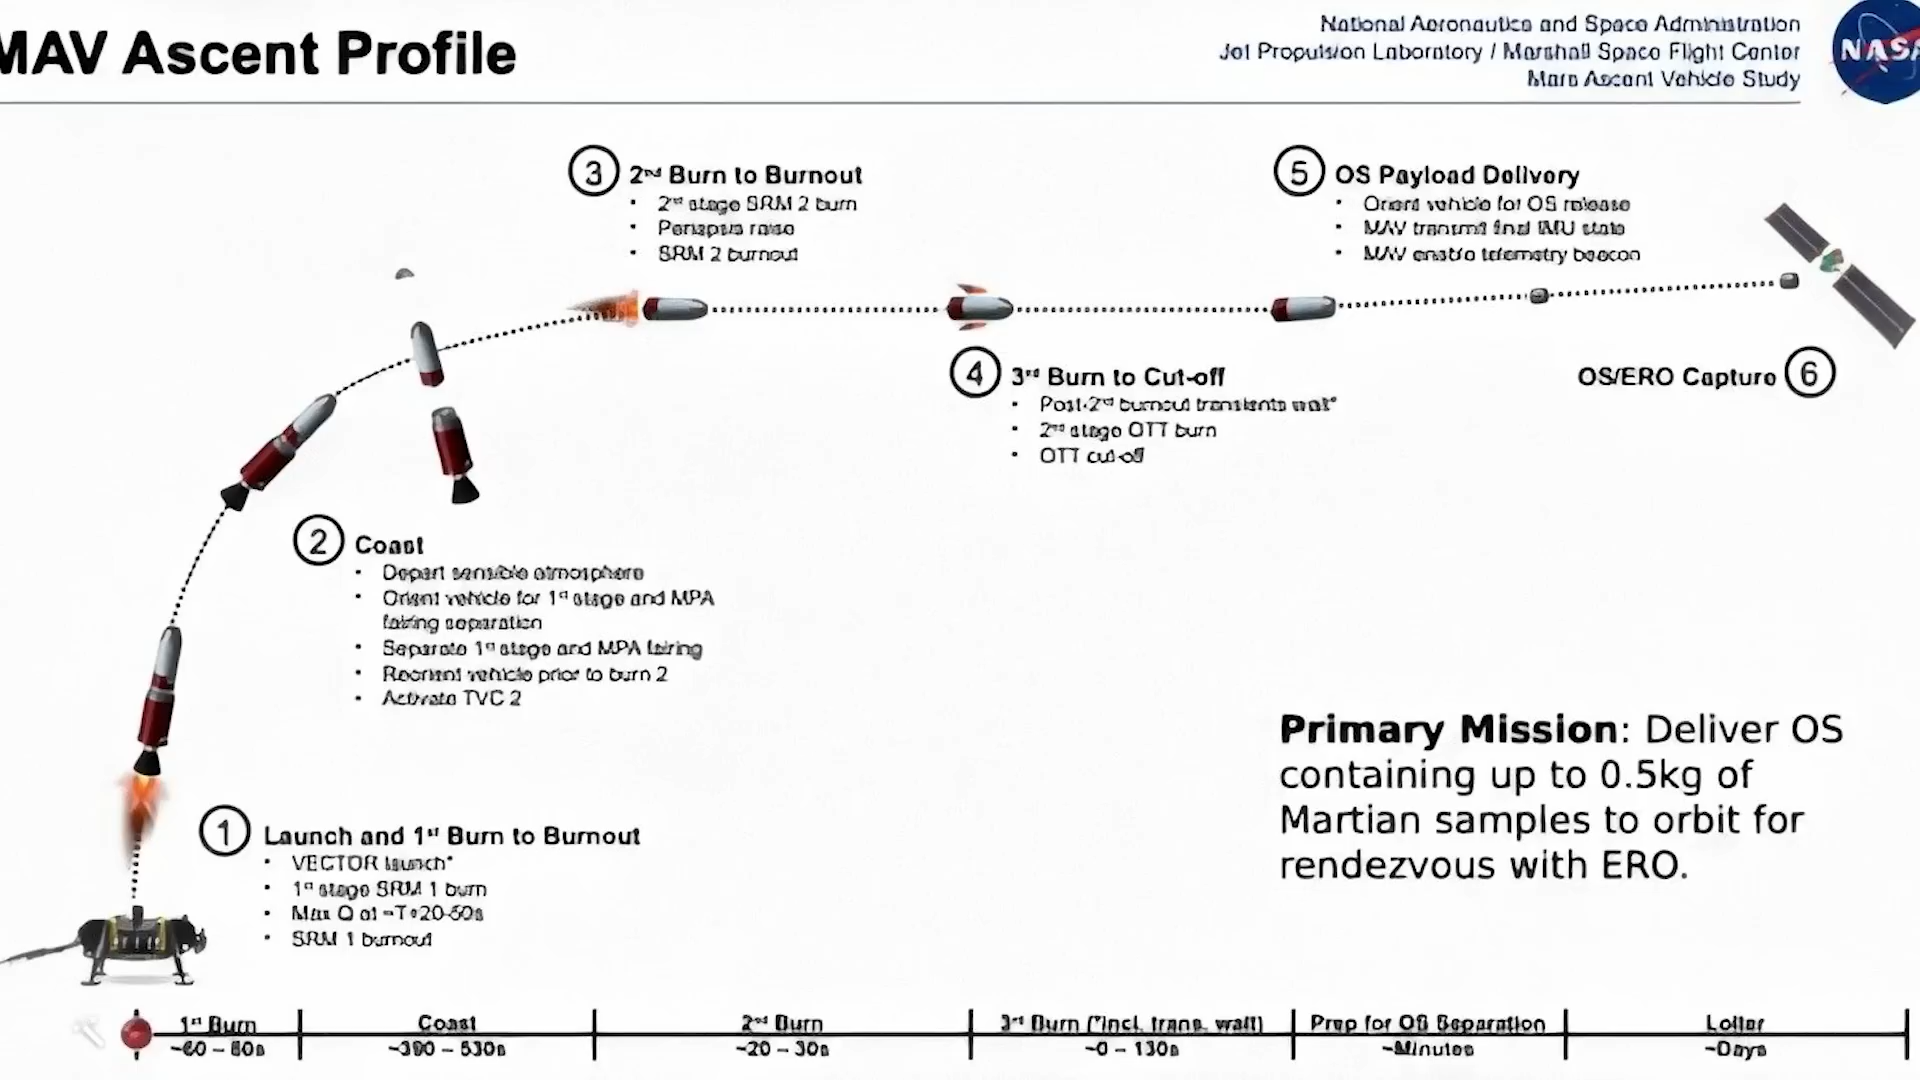 MAV Ascent Profile
National Aeronautics and Space Administration
Jet Propulsion Laboratory / Marshall Space Flight Center
Mars Ascent Vehicle Study
NASA
3 2nd Burn to Burnout
• 2nd stage SRM 2 burn
• Periapsis raise
• SRM 2 burnout
5 OS Payload Delivery
• Orient vehicle for OS release
• MAV transmit final IMU state
• MAV enable telemetry beacon
4 3rd Burn to Cut-off
• Post-2nd burnout transients wait*
• 2nd stage OTT burn
• OTT cut-off
OS/ERO Capture 6
2 Coast
• Depart sensible atmosphere
• Orient vehicle for 1st stage and MPA
fairing separation
• Separate 1st stage and MPA fairing
• Reorient vehicle prior to burn 2
• Activate TVC 2
Primary Mission: Deliver OS
containing up to 0.5kg of
Martian samples to orbit for
rendezvous with ERO.
1 Launch and 1st Burn to Burnout
• VECTOR launch*
• 1st stage SRM 1 burn
• Max Q at
• SRM 1 burnout
1st Burn
Coast
2nd Burn
3rd Burn (*incl. trans. wait)
Prep for OS Separation
Loiter
~20 – 30s
~0 – 130s
~Minutes
~Days